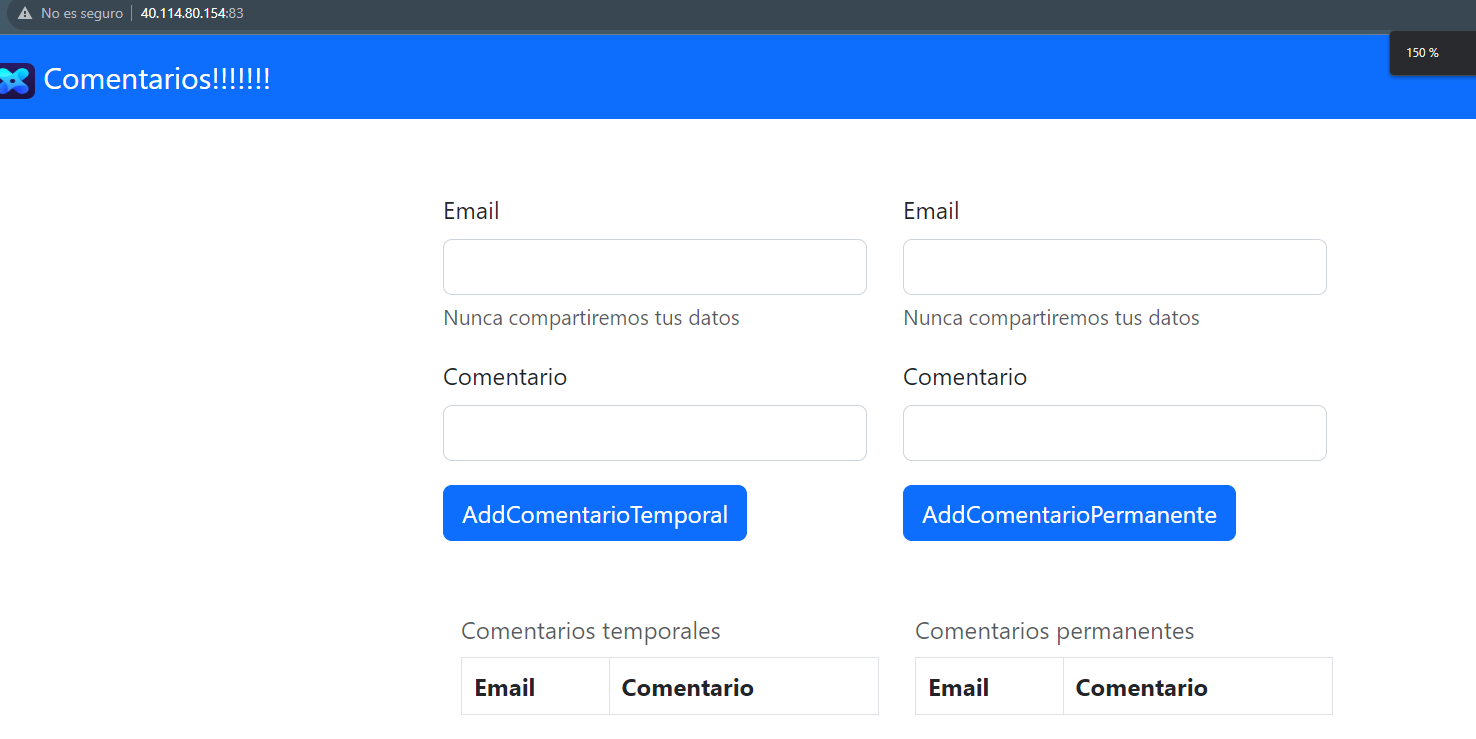 No es seguro 40.114.80.154:83
150 %
Comentarios!!!!!!!
Email Email
Nunca compartiremos tus datos Nunca compartiremos tus datos
Comentario Comentario
AddComentarioTemporal AddComentarioPermanente
Comentarios temporales Comentarios permanentes
Email Comentario Email Comentario